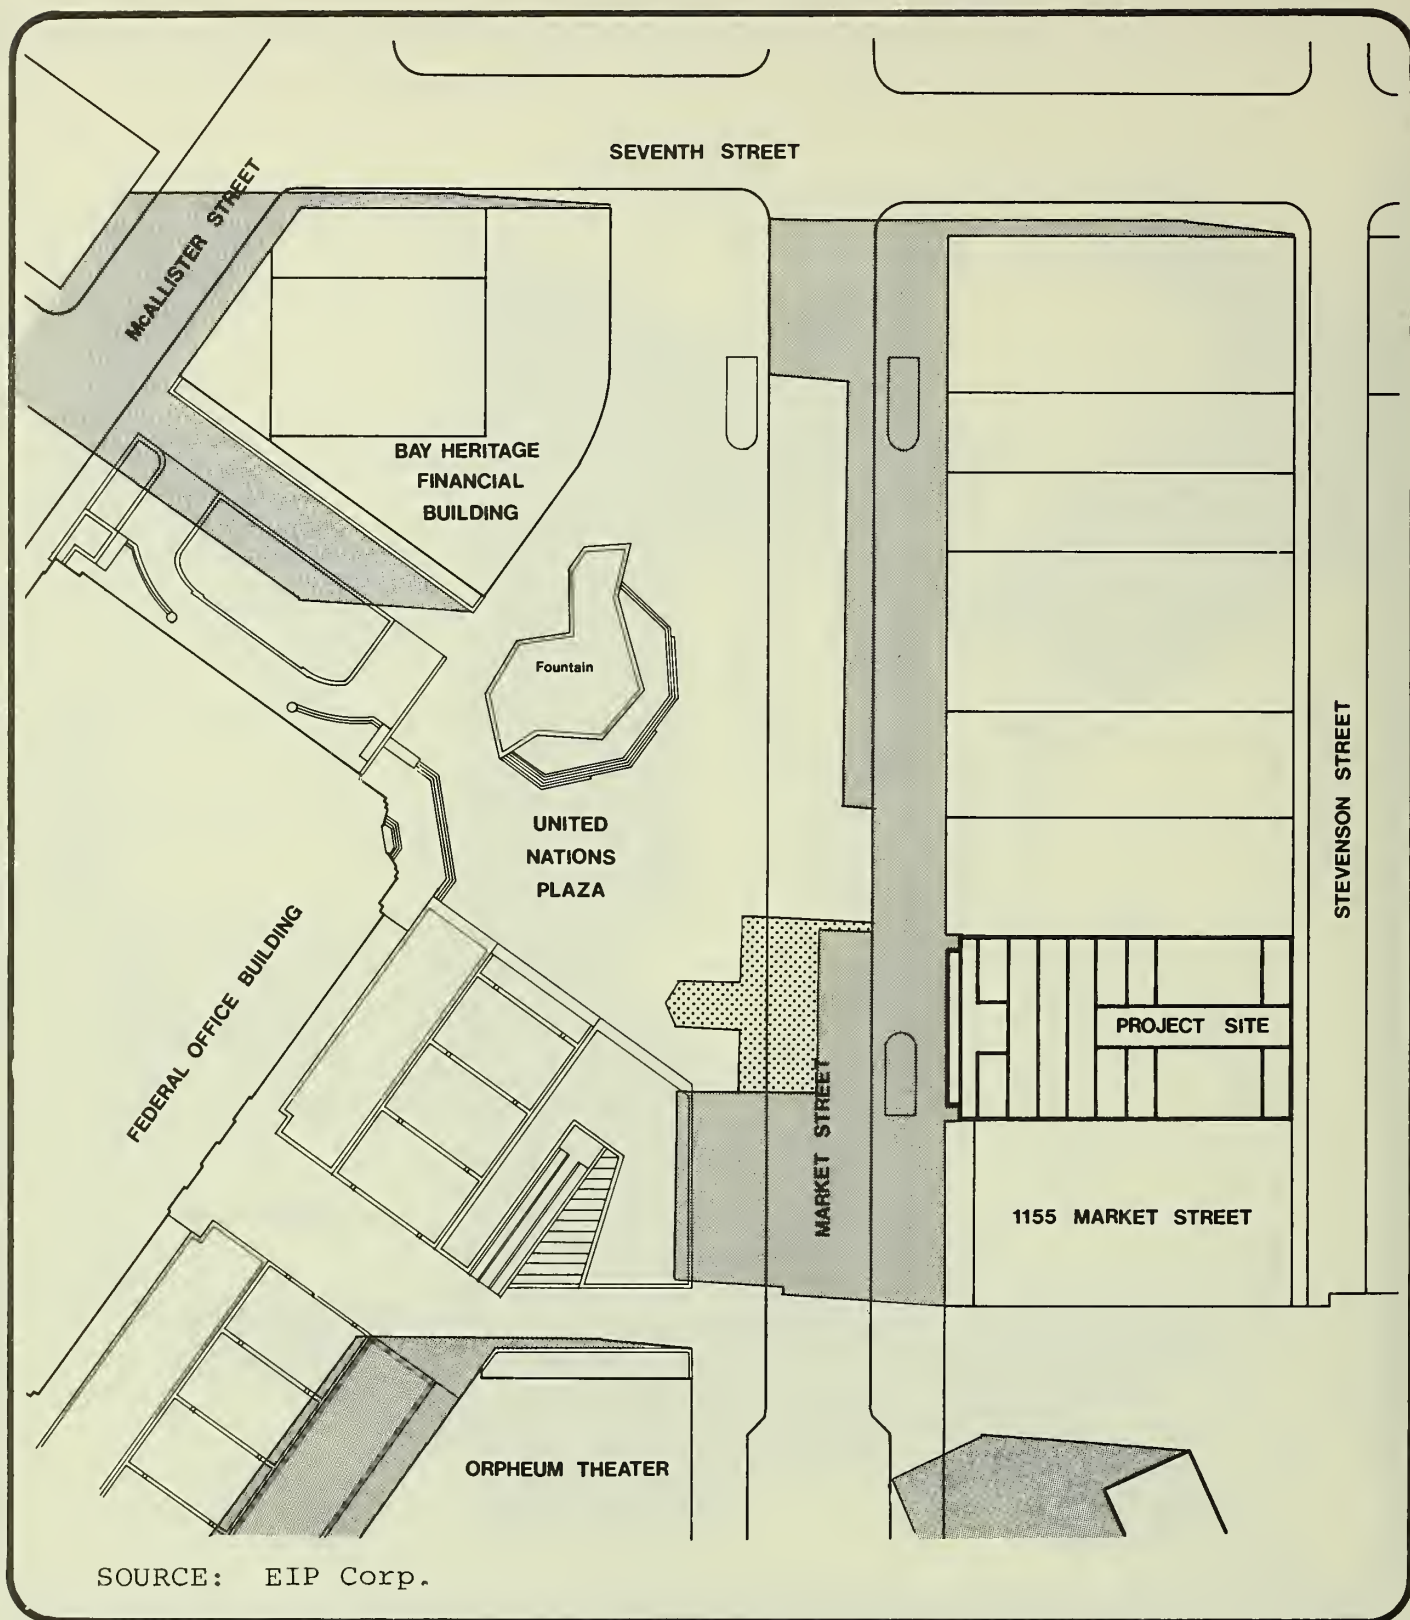 SEVENTH STREET
McALLISTER STREET
BAY HERITAGE
FINANCIAL
BUILDING
Fountain
UNITED
NATIONS
PLAZA
STEVENSON STREET
FEDERAL OFFICE BUILDING
PROJECT SITE
MARKET STREET
1155 MARKET STREET
ORPHEUM THEATER
SOURCE: EIP Corp.